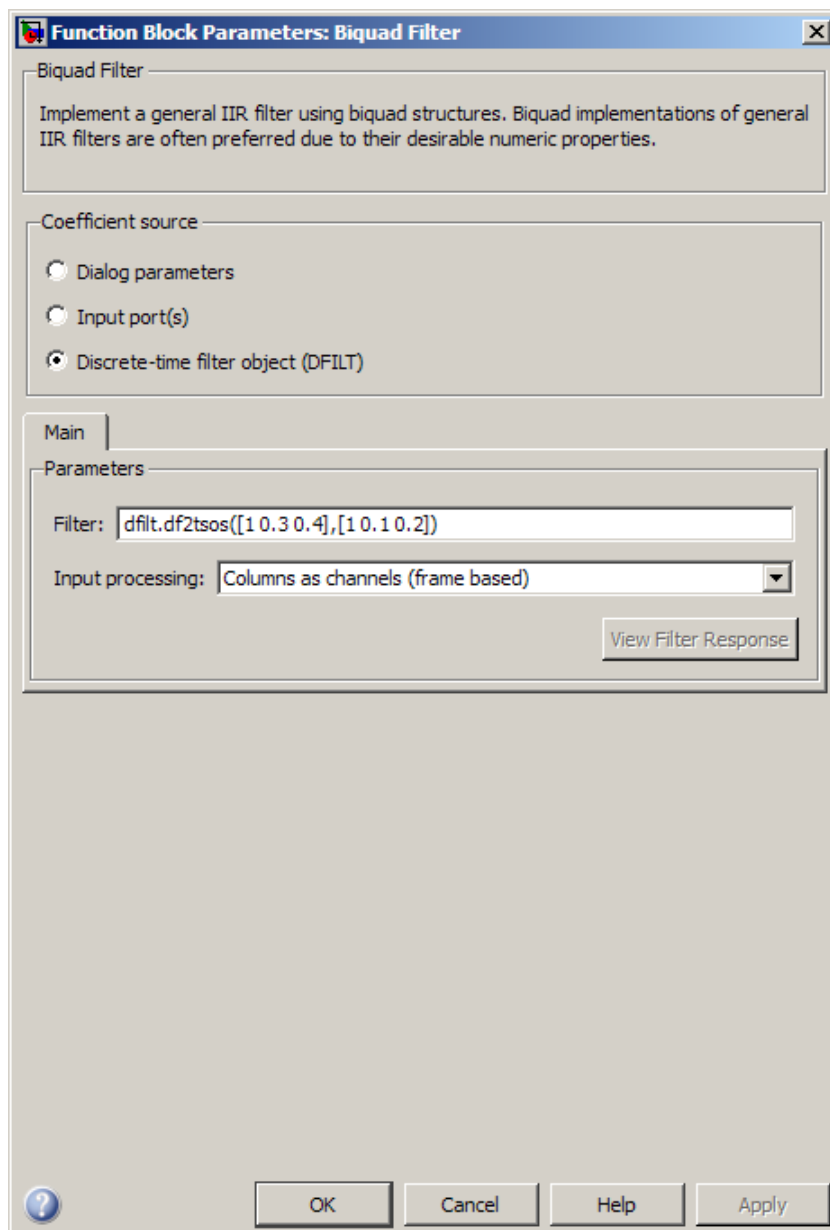 Function Block Parameters: Biquad Filter
Biquad Filter
Implement a general IIR filter using biquad structures. Biquad implementations of general
IIR filters are often preferred due to their desirable numeric properties.
Coefficient source
Dialog parameters
Input port(s)
Discrete-time filter object (DFILT)
Main
Parameters
Filter: dfilt.df2tsos([1 0.3 0.4],[1 0.1 0.2])
Input processing: Columns as channels (frame based)
View Filter Response
OK Cancel Help Apply